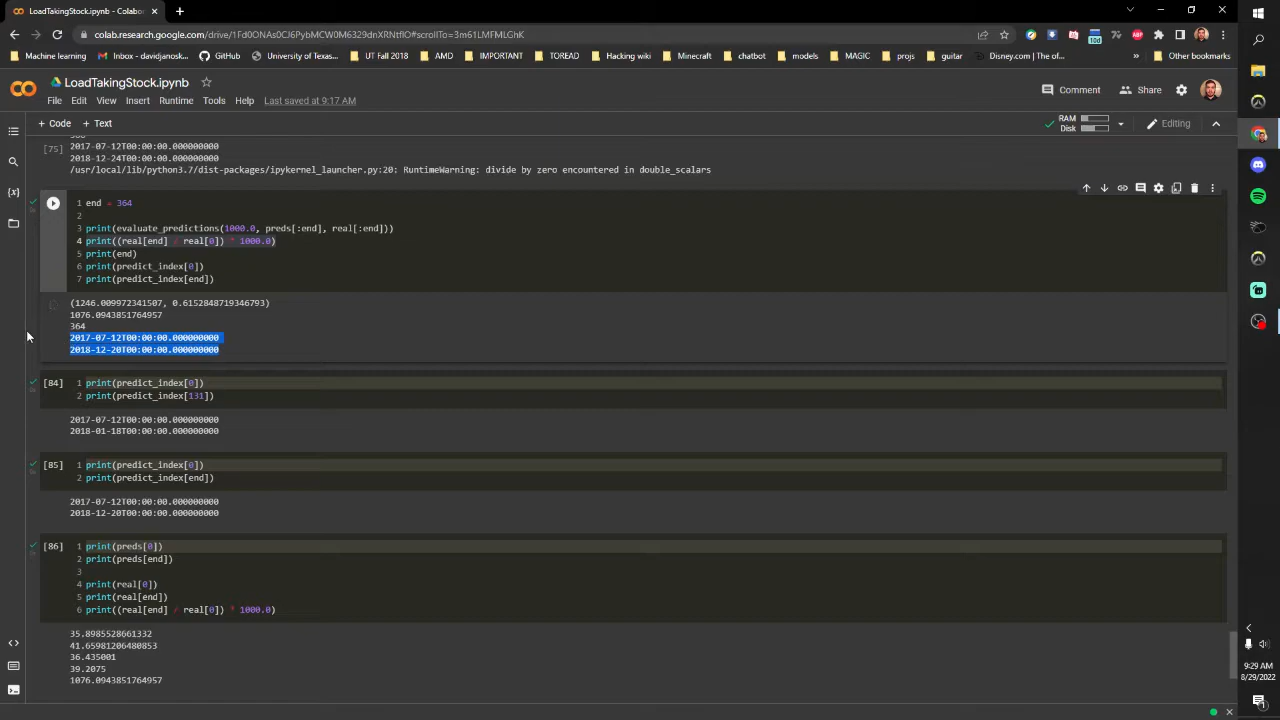 LoadTakingStock.ipynb - Colabor
colab.research.google.com/drive/1Fd0ONAs0CJ6PybMCW0M6329dnXRNtflO#scrollTo=3m61LMFMLGhK
Machine learning
Maildavidjanosk...
GitHub
University of Texas...
UT Fall 2018
AMD
IMPORTANT
TOREAD
Hacking wiki
Minecraft
chatbot
models
MAGIC
projs
guitar
Disney.com | The of...
Other bookmarks
10d
ABP
LoadTakingStock.ipynb
File Edit View Insert Runtime Tools Help Last saved at 9:17 AM
Comment
Share
+ Code + Text
RAM
Disk
Editing
[75]
2017-07-12T00:00:00.000000000
2018-12-24T00:00:00.000000000
/usr/local/lib/python3.7/dist-packages/ipykernel_launcher.py:20: RuntimeWarning: divide by zero encountered in double_scalars
1 end = 364
2
3 print(evaluate_predictions(1000.0, preds[:end], real[:end]))
4 print((real[end] / real[0]) * 1000.0)
5 print(end)
6 print(predict_index[0])
7 print(predict_index[end])
(1246.009972341507, 0.6152848719346793)
1076.0943851764957
364
2017-07-12T00:00:00.000000000
2018-12-20T00:00:00.000000000
[84] 1 print(predict_index[0])
2 print(predict_index[131])
2017-07-12T00:00:00.000000000
2018-01-18T00:00:00.000000000
[85] 1 print(predict_index[0])
2 print(predict_index[end])
2017-07-12T00:00:00.000000000
2018-12-20T00:00:00.000000000
[86] 1 print(preds[0])
2 print(preds[end])
3
4 print(real[0])
5 print(real[end])
6 print((real[end] / real[0]) * 1000.0)
35.8985528661332
41.65981206480853
36.435001
39.2075
1076.0943851764957
9:29 AM
8/29/2022